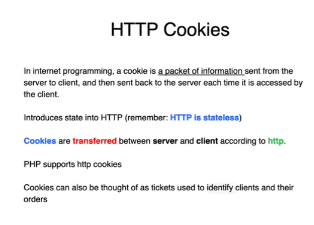 HTTP Cookies
In internet programming, a cookie is a packet of information sent from the
server to client, and then sent back to the server each time it is accessed by
the client.
Introduces state into HTTP (remember: HTTP is stateless)
Cookies are transferred between server and client according to http.
PHP supports http cookies
Cookies can also be thought of as tickets used to identify clients and their
orders